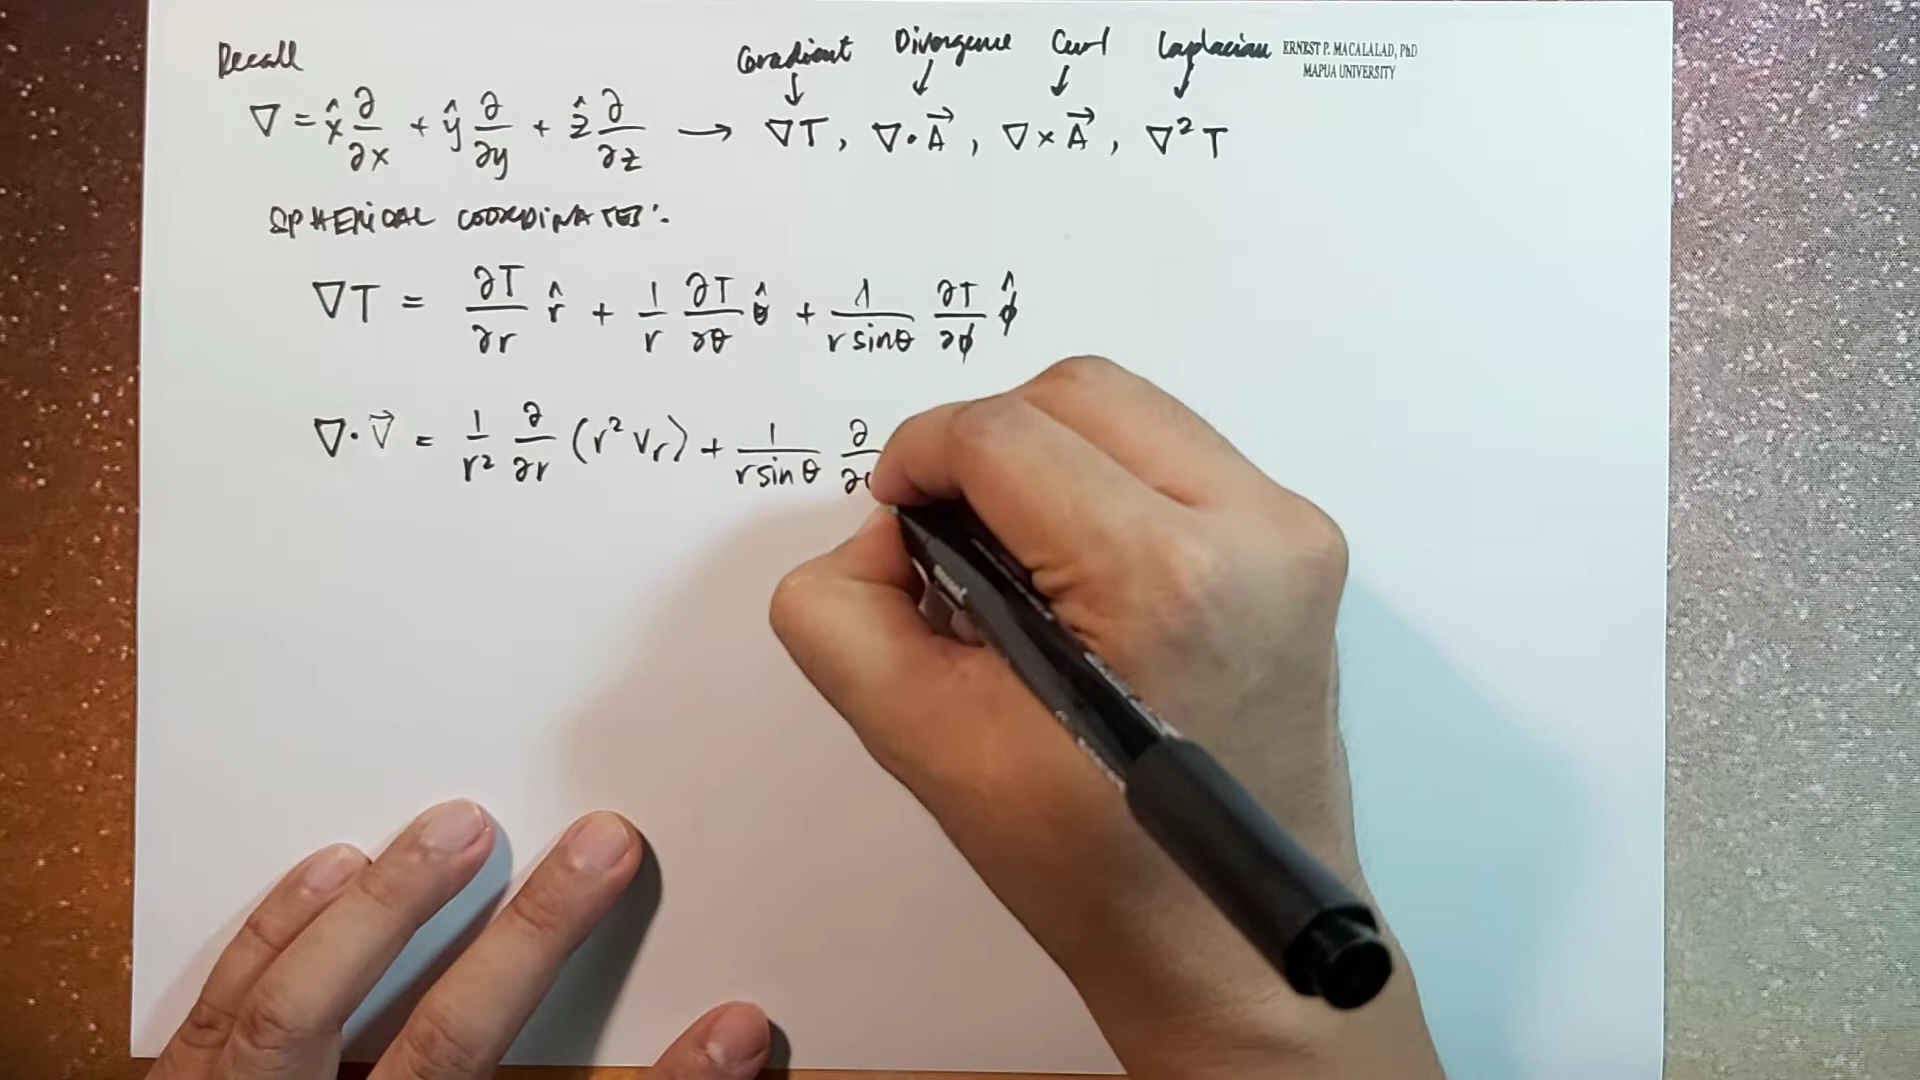 Recall
Gradient Divergence Curl Laplacian ERNEST P. MACALALAD, PhD
MAPUA UNIVERSITY
↓ ↓ ↓ ↓
∇ = x̂ ∂/∂x + ŷ ∂/∂y + ẑ ∂/∂z → ∇T, ∇·A⃗, ∇×A⃗, ∇²T
SPHERICAL COORDINATES:
∇T = ∂T/∂r r̂ + 1/r ∂T/∂θ θ̂ + 1/(r sinθ) ∂T/∂ϕ ϕ̂
∇·v⃗ = 1/r² ∂/∂r (r² vᵣ) + 1/(r sin θ) ∂/∂